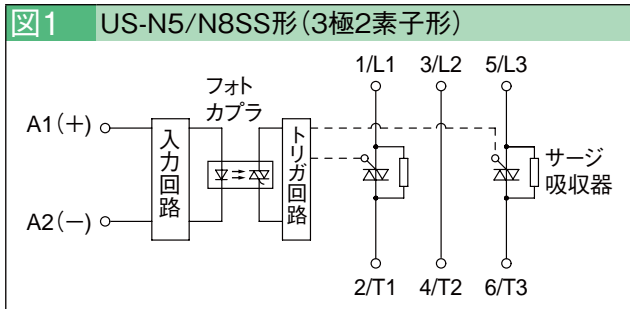 図1 US-N5/N8SS形(3極2素子形)
1/L1 3/L2 5/L3
フォト
カプラ
A1(+)
入力回路
トリガ回路
サージ
吸収器
A2(−)
2/T1 4/T2 6/T3